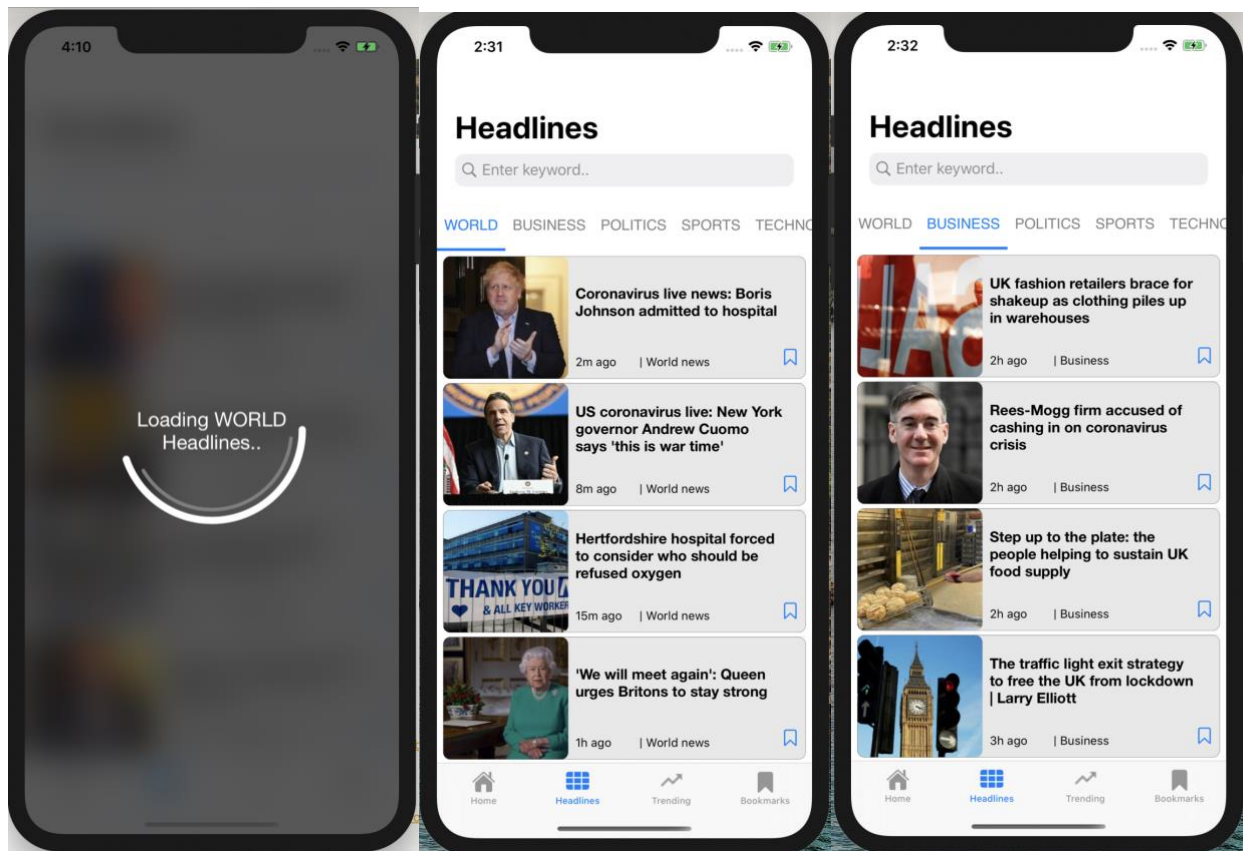 4:10
Loading WORLD
Headlines..
2:31
Headlines
Enter keyword..
WORLD BUSINESS POLITICS SPORTS TECHNO
Coronavirus live news: Boris
Johnson admitted to hospital
2m ago | World news
US coronavirus live: New York
governor Andrew Cuomo
says 'this is war time'
8m ago | World news
Hertfordshire hospital forced
to consider who should be
refused oxygen
THANK YOU
& ALL KEY WORKER
15m ago | World news
'We will meet again': Queen
urges Britons to stay strong
1h ago | World news
Home Headlines Trending Bookmarks
2:32
Headlines
Enter keyword..
WORLD BUSINESS POLITICS SPORTS TECHNO
UK fashion retailers brace for
shakeup as clothing piles up
in warehouses
2h ago | Business
Rees-Mogg firm accused of
cashing in on coronavirus
crisis
2h ago | Business
Step up to the plate: the
people helping to sustain UK
food supply
2h ago | Business
The traffic light exit strategy
to free the UK from lockdown
| Larry Elliott
3h ago | Business
Home Headlines Trending Bookmarks